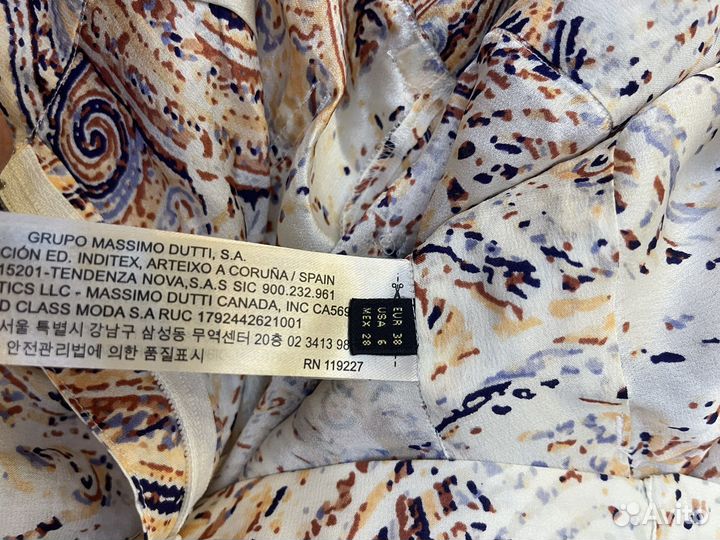 GRUPO MASSIMO DUTTI, S.A.
CIÓN ED. INDITEX, ARTEIXO A CORUÑA / SPAIN
15201-TENDENZA NOVA,S.A.S SIC 900.232.961
TICS LLC - MASSIMO DUTTI CANADA, INC CA569
D CLASS MODA S.A RUC 1792442621001
서울 특별시 강남구 삼성동 무역센터 20층 02 3413 98
안전관리법에 의한 품질표시
RN 119227
EUR 38
USA 6
MEX 28
Avito